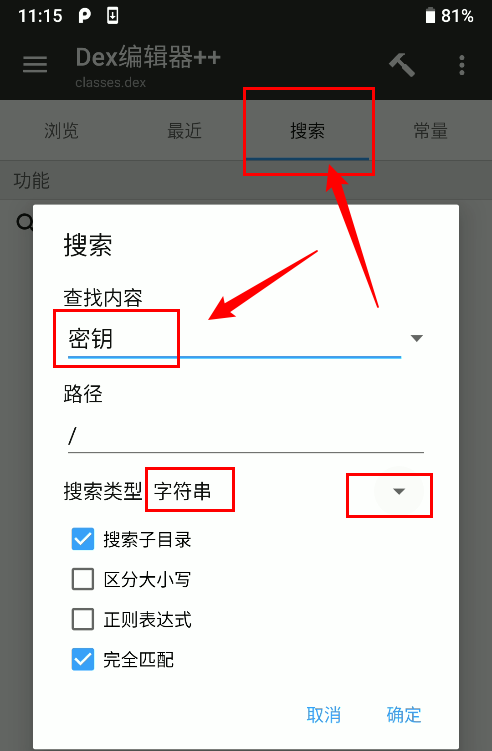 11:15
81%
Dex编辑器++
classes.dex
浏览 最近 搜索 常量
功能
搜索
查找内容
密钥
路径
/
搜索类型 字符串
搜索子目录
区分大小写
正则表达式
完全匹配
取消 确定